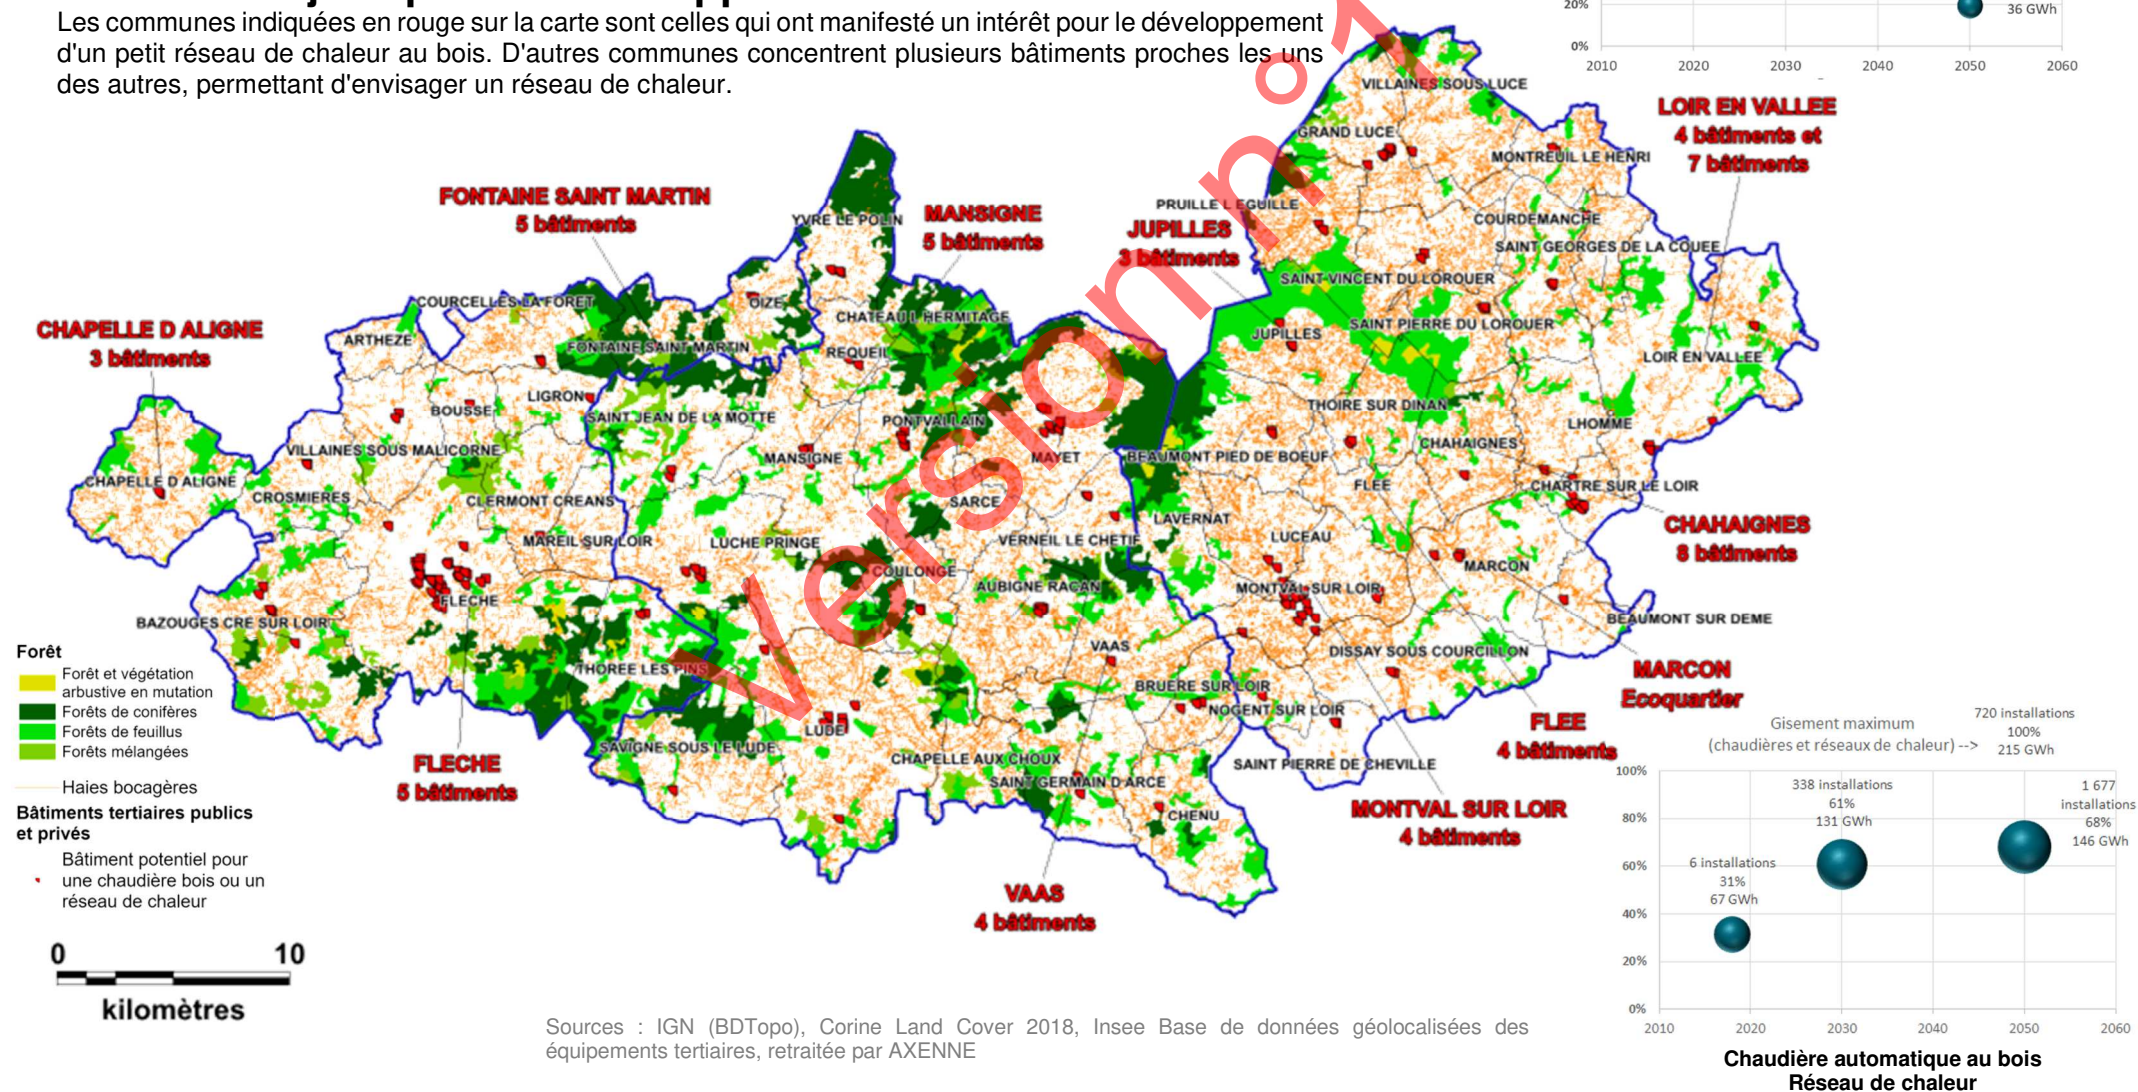 Les communes indiquées en rouge sur la carte sont celles qui ont manifesté un intérêt pour le développement
d'un petit réseau de chaleur au bois. D'autres communes concentrent plusieurs bâtiments proches les uns
des autres, permettant d'envisager un réseau de chaleur.
20%
36 GWh
0%
2010 2020 2030 2040 2050 2060
VILLAINES SOUS LUCE
LOIR EN VALLEE
4 bâtiments et
7 bâtiments
GRAND LUCE
MONTREUIL LE HENRI
FONTAINE SAINT MARTIN
5 bâtiments
YVRE LE POLIN
MANSIGNE
5 bâtiments
PRUILLE L EGUILLE
JUPILLES
3 bâtiments
COURDEMANCHE
SAINT GEORGES DE LA COUEE
SAINT VINCENT DU LOROUER
COURCELLES LA FORET
OIZE
CHATEAU L HERMITAGE
CHAPELLE D ALIGNE
3 bâtiments
ARTHEZE
FONTAINE SAINT MARTIN
REQUEIL
JUPILLES
SAINT PIERRE DU LOROUER
LOIR EN VALLEE
LIGRON
BOUSSE
SAINT JEAN DE LA MOTTE
PONTVALLAIN
THOIRE SUR DINAN
LHOMME
VILLAINES SOUS MALICORNE
MANSIGNE
MAYET
BEAUMONT PIED DE BOEUF
CHAHAIGNES
CHAPELLE D ALIGNE
CROSMIERES
CLERMONT CREANS
SARCE
FLEE
CHARTRE SUR LE LOIR
LAVERNAT
CHAHAIGNES
8 bâtiments
MAREIL SUR LOIR
LUCHE PRINGE
VERNEIL LE CHETIF
LUCEAU
COULONGE
AUBIGNE RACAN
MARCON
MONTVAL SUR LOIR
FLECHE
BAZOUGES CRE SUR LOIR
BEAUMONT SUR DEME
VAAS
DISSAY SOUS COURCILLON
THOREE LES PINS
MARCON
Ecoquartier
BRUERE SUR LOIR
NOGENT SUR LOIR
LUDE
SAVIGNE SOUS LE LUDE
CHAPELLE AUX CHOUX
SAINT PIERRE DE CHEVILLE
SAINT GERMAIN D ARCE
CHENU
FLEE
4 bâtiments
FLECHE
5 bâtiments
MONTVAL SUR LOIR
4 bâtiments
VAAS
4 bâtiments
Version n°1
Forêt
Forêt et végétation
arbustive en mutation
Forêts de conifères
Forêts de feuillus
Forêts mélangées
Haies bocagères
Bâtiments tertiaires publics
et privés
Bâtiment potentiel pour
une chaudière bois ou un
réseau de chaleur
0 10
kilomètres
Gisement maximum
(chaudières et réseaux de chaleur) -->
720 installations
100%
215 GWh
100%
80%
60%
40%
20%
0%
6 installations
31%
67 GWh
338 installations
61%
131 GWh
1 677
installations
68%
146 GWh
2010 2020 2030 2040 2050 2060
Chaudière automatique au bois
Réseau de chaleur
Sources : IGN (BDTopo), Corine Land Cover 2018, Insee Base de données géolocalisées des
équipements tertiaires, retraitée par AXENNE